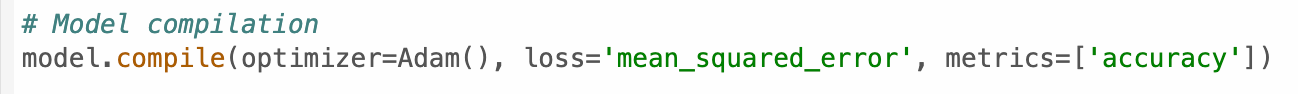 # Model compilation
model.compile(optimizer=Adam(), loss='mean_squared_error', metrics=['accuracy'])